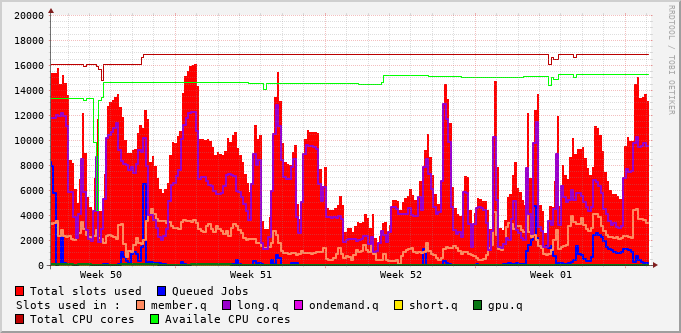 20000
18000
16000
14000
12000
10000
8000
6000
4000
2000
0
Week 50 Week 51 Week 52 Week 01
RRDTOOL / TOBI OETIKER
Total slots used Queued Jobs
Slots used in : member.q long.q ondemand.q short.q gpu.q
Total CPU cores Availale CPU cores